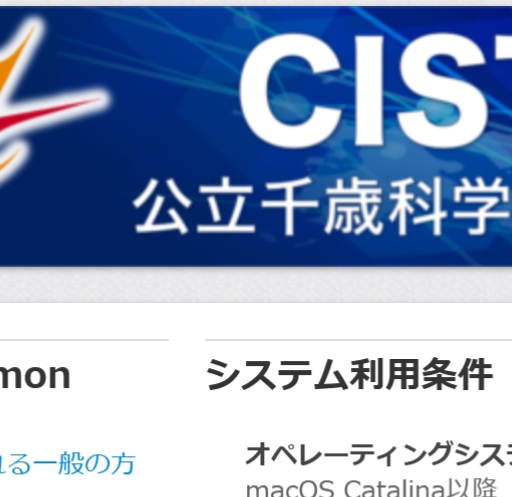 CIST
公立千歳科学
mon
システム利用条件
れる一般の方
オペレーティングシステ
macOS Catalina以降